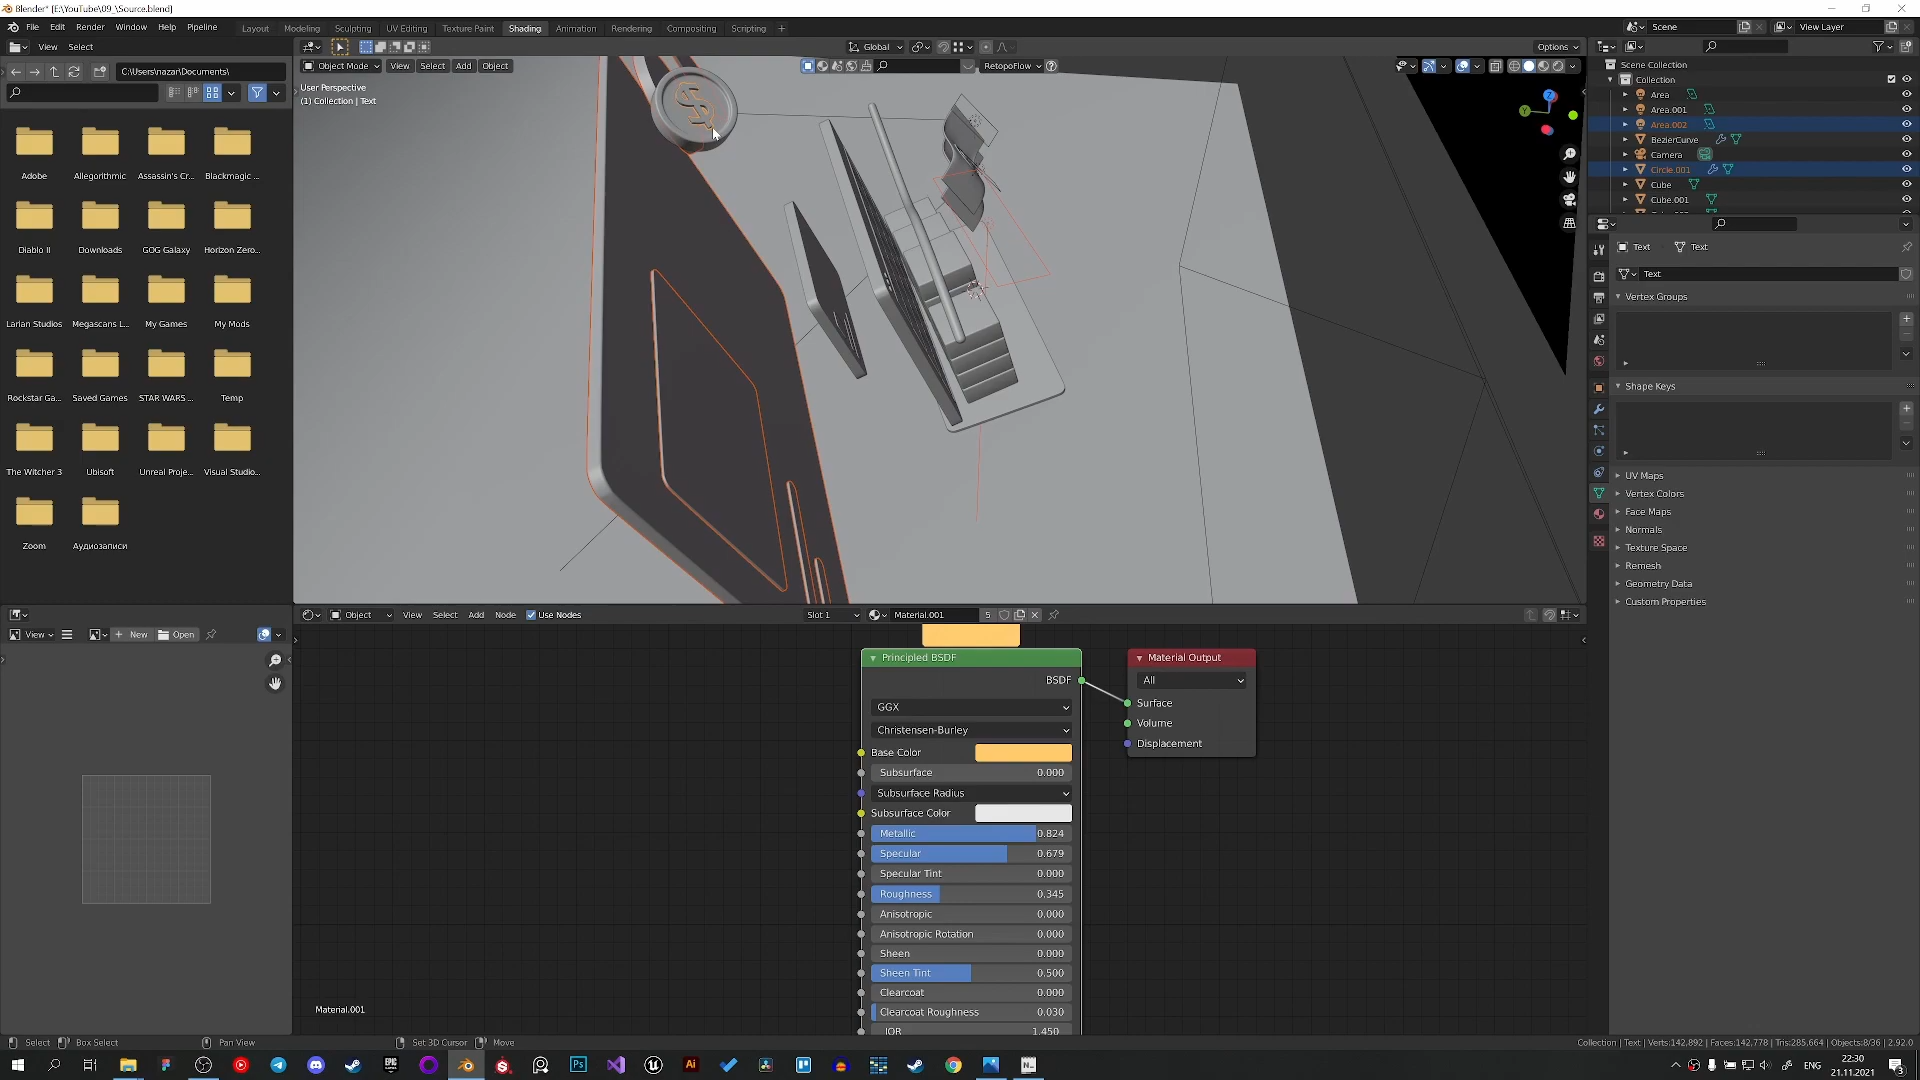 Blender* [E:\YouTube\09_\Source.blend]
File Edit Render Window Help Pipeline Layout Modeling Sculpting UV Editing Texture Paint Shading Animation Rendering Compositing Scripting + Scene View Layer
View Select Global Options
C:\Users\nazar\Documents\ Object Mode View Select Add Object RetopoFlow
User Perspective
(1) Collection | Text
Adobe Allegorithmic Assassin's Cr... Blackmagic ...
Diablo II Downloads GOG Galaxy Horizon Zero...
Larian Studios Megascans L... My Games My Mods
Rockstar Ga... Saved Games STAR WARS ... Temp
The Witcher 3 Ubisoft Unreal Proje... Visual Studio...
Zoom Аудиозаписи
$
Z
Y
Scene Collection
Collection
Area
Area.001
Area.002
BezierCurve
Camera
Circle.001
Cube
Cube.001
Text Text
Text
Vertex Groups
Shape Keys
UV Maps
Vertex Colors
Face Maps
Normals
Texture Space
Remesh
Geometry Data
Custom Properties
Object View Select Add Node Use Nodes Slot 1 Material.001 5
View New Open
Principled BSDF
BSDF
GGX
Christensen-Burley
Base Color
Subsurface 0.000
Subsurface Radius
Subsurface Color
Metallic 0.824
Specular 0.679
Specular Tint 0.000
Roughness 0.345
Anisotropic 0.000
Anisotropic Rotation 0.000
Sheen 0.000
Sheen Tint 0.500
Clearcoat 0.000
Clearcoat Roughness 0.030
IOR 1.450
Material Output
All
Surface
Volume
Displacement
Material.001
Select Box Select Pan View Set 3D Cursor Move Collection | Text | Verts:142,892 | Faces:142,778 | Tris:285,664 | Objects:8/36 | 2.92.0
EPIC GAMES Ps Ai N ENG 22:30
21.11.2021 3